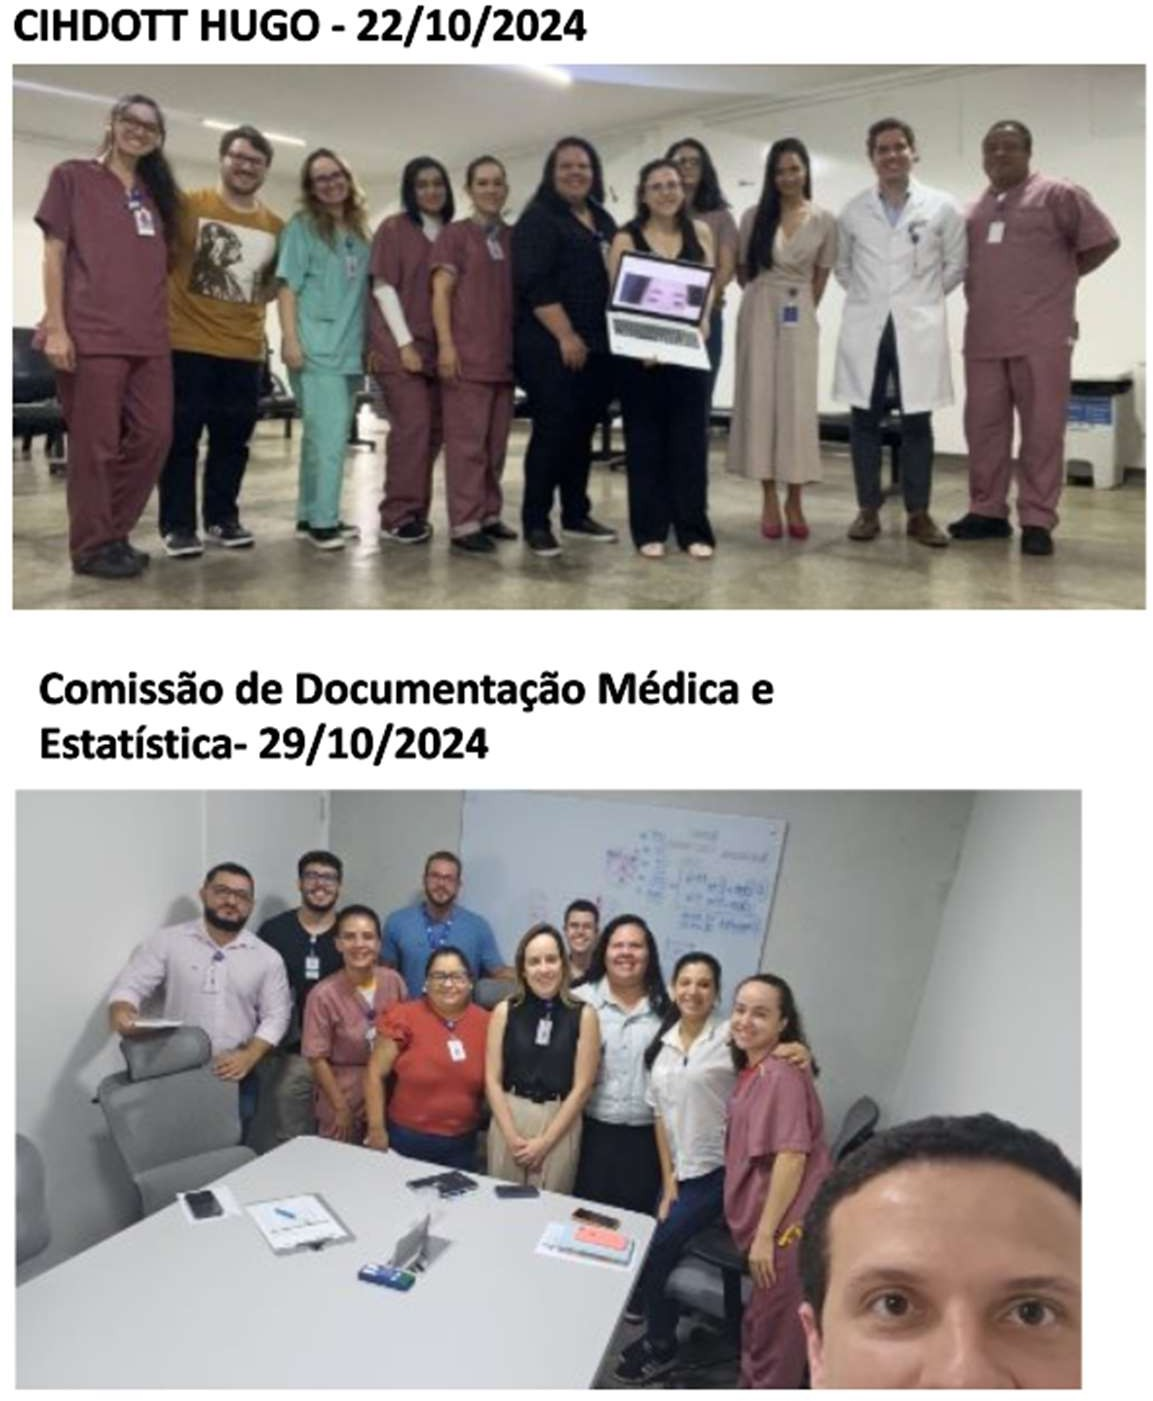 CIHDOTT HUGO - 22/10/2024
Comissão de Documentação Médica e
Estatística- 29/10/2024